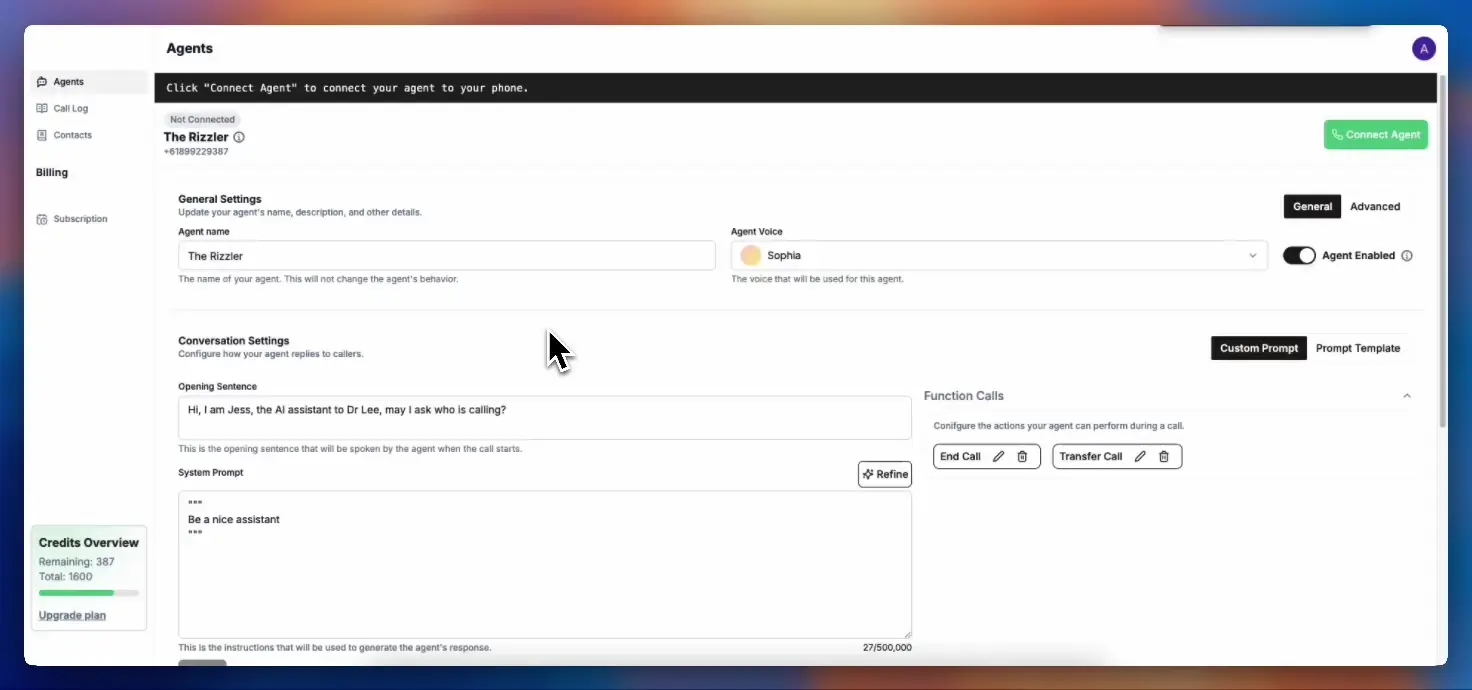 Agents
A
Agents
Call Log
Contacts
Billing
Subscription
Credits Overview
Remaining: 387
Total: 1600
Upgrade plan
Click "Connect Agent" to connect your agent to your phone.
Not Connected
The Rizzler
+61899229387
Connect Agent
General Settings
Update your agent's name, description, and other details.
General
Advanced
Agent name
The Rizzler
The name of your agent. This will not change the agent's behavior.
Agent Voice
Sophia
The voice that will be used for this agent.
Agent Enabled
Conversation Settings
Configure how your agent replies to callers.
Custom Prompt
Prompt Template
Opening Sentence
Hi, I am Jess, the AI assistant to Dr Lee, may I ask who is calling?
This is the opening sentence that will be spoken by the agent when the call starts.
System Prompt
Refine
"""
Be a nice assistant
"""
This is the instructions that will be used to generate the agent's response.
27/500,000
Function Calls
Configure the actions your agent can perform during a call.
End Call
Transfer Call